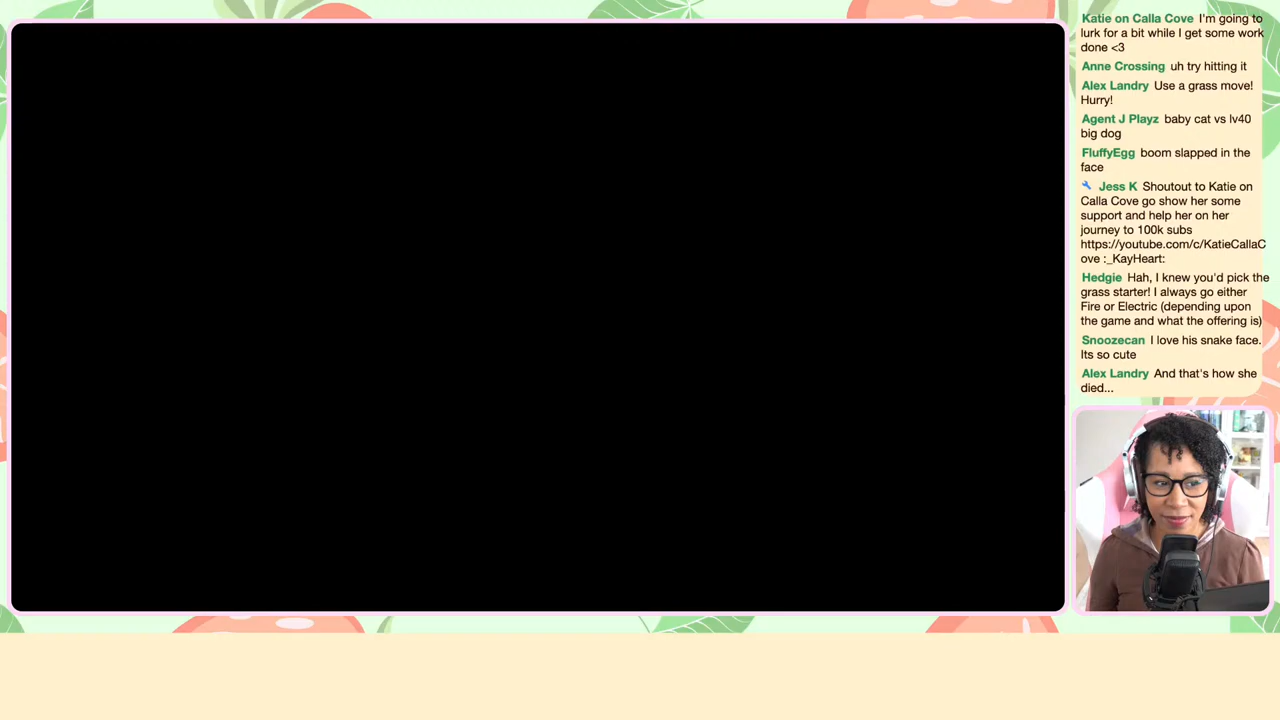 Katie on Calla Cove I'm going to
lurk for a bit while I get some work
done <3
Anne Crossing uh try hitting it
Alex Landry Use a grass move!
Hurry!
Agent J Playz baby cat vs lv40
big dog
FluffyEgg boom slapped in the
face
Jess K Shoutout to Katie on
Calla Cove go show her some
support and help her on her
journey to 100k subs
https://youtube.com/c/KatieCallaC
ove :_KayHeart:
Hedgie Hah, I knew you'd pick the
grass starter! I always go either
Fire or Electric (depending upon
the game and what the offering is)
Snoozecan I love his snake face.
Its so cute
Alex Landry And that's how she
died...